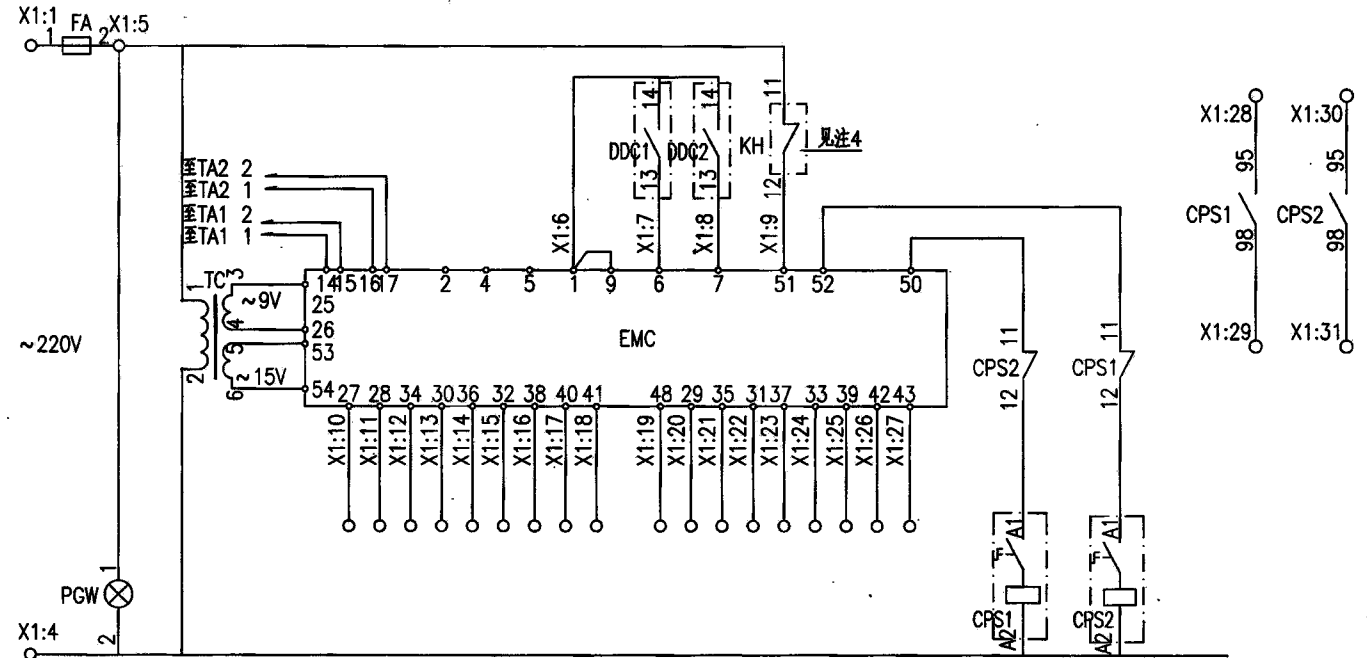 X1:1
1
FA
2
X1:5
至TA2 2
至TA2 1
至TA1 2
至TA1 1
X1:6
DDC1
14
13
X1:7
DDC2
14
13
X1:8
KH
11
12
X1:9
见注4
X1:28
95
CPS1
98
X1:29
X1:30
95
CPS2
98
X1:31
~220V
TC
1
2
3
4
5
6
~9V
~15V
14 15 16 17 2 4 5 1 9 6 7 51 52 50
25
26
53
54
EMC
27 28 34 30 36 32 38 40 41 48 29 35 31 37 33 39 42 43
X1:10
X1:11
X1:12
X1:13
X1:14
X1:15
X1:16
X1:17
X1:18
X1:19
X1:20
X1:21
X1:22
X1:23
X1:24
X1:25
X1:26
X1:27
11
CPS2
12
11
CPS1
12
A1
CPS1
A2
A1
CPS2
A2
1
PGW
2
X1:4